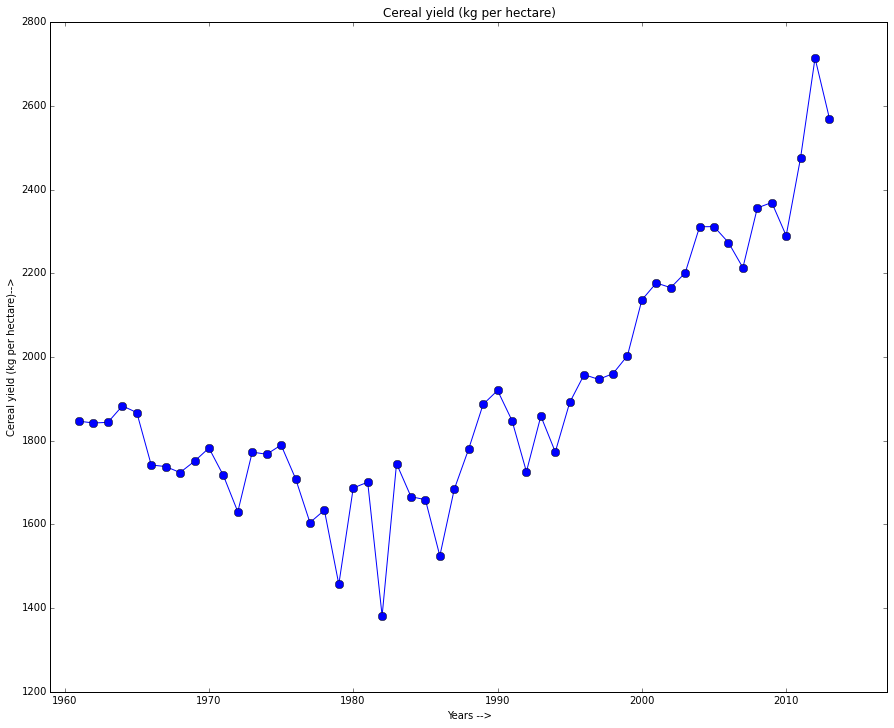 Cereal yield (kg per hectare)
2800
2600
2400
2200
2000
1800
1600
1400
1200
Cereal yield (kg per hectare)-->
1960 1970 1980 1990 2000 2010
Years -->